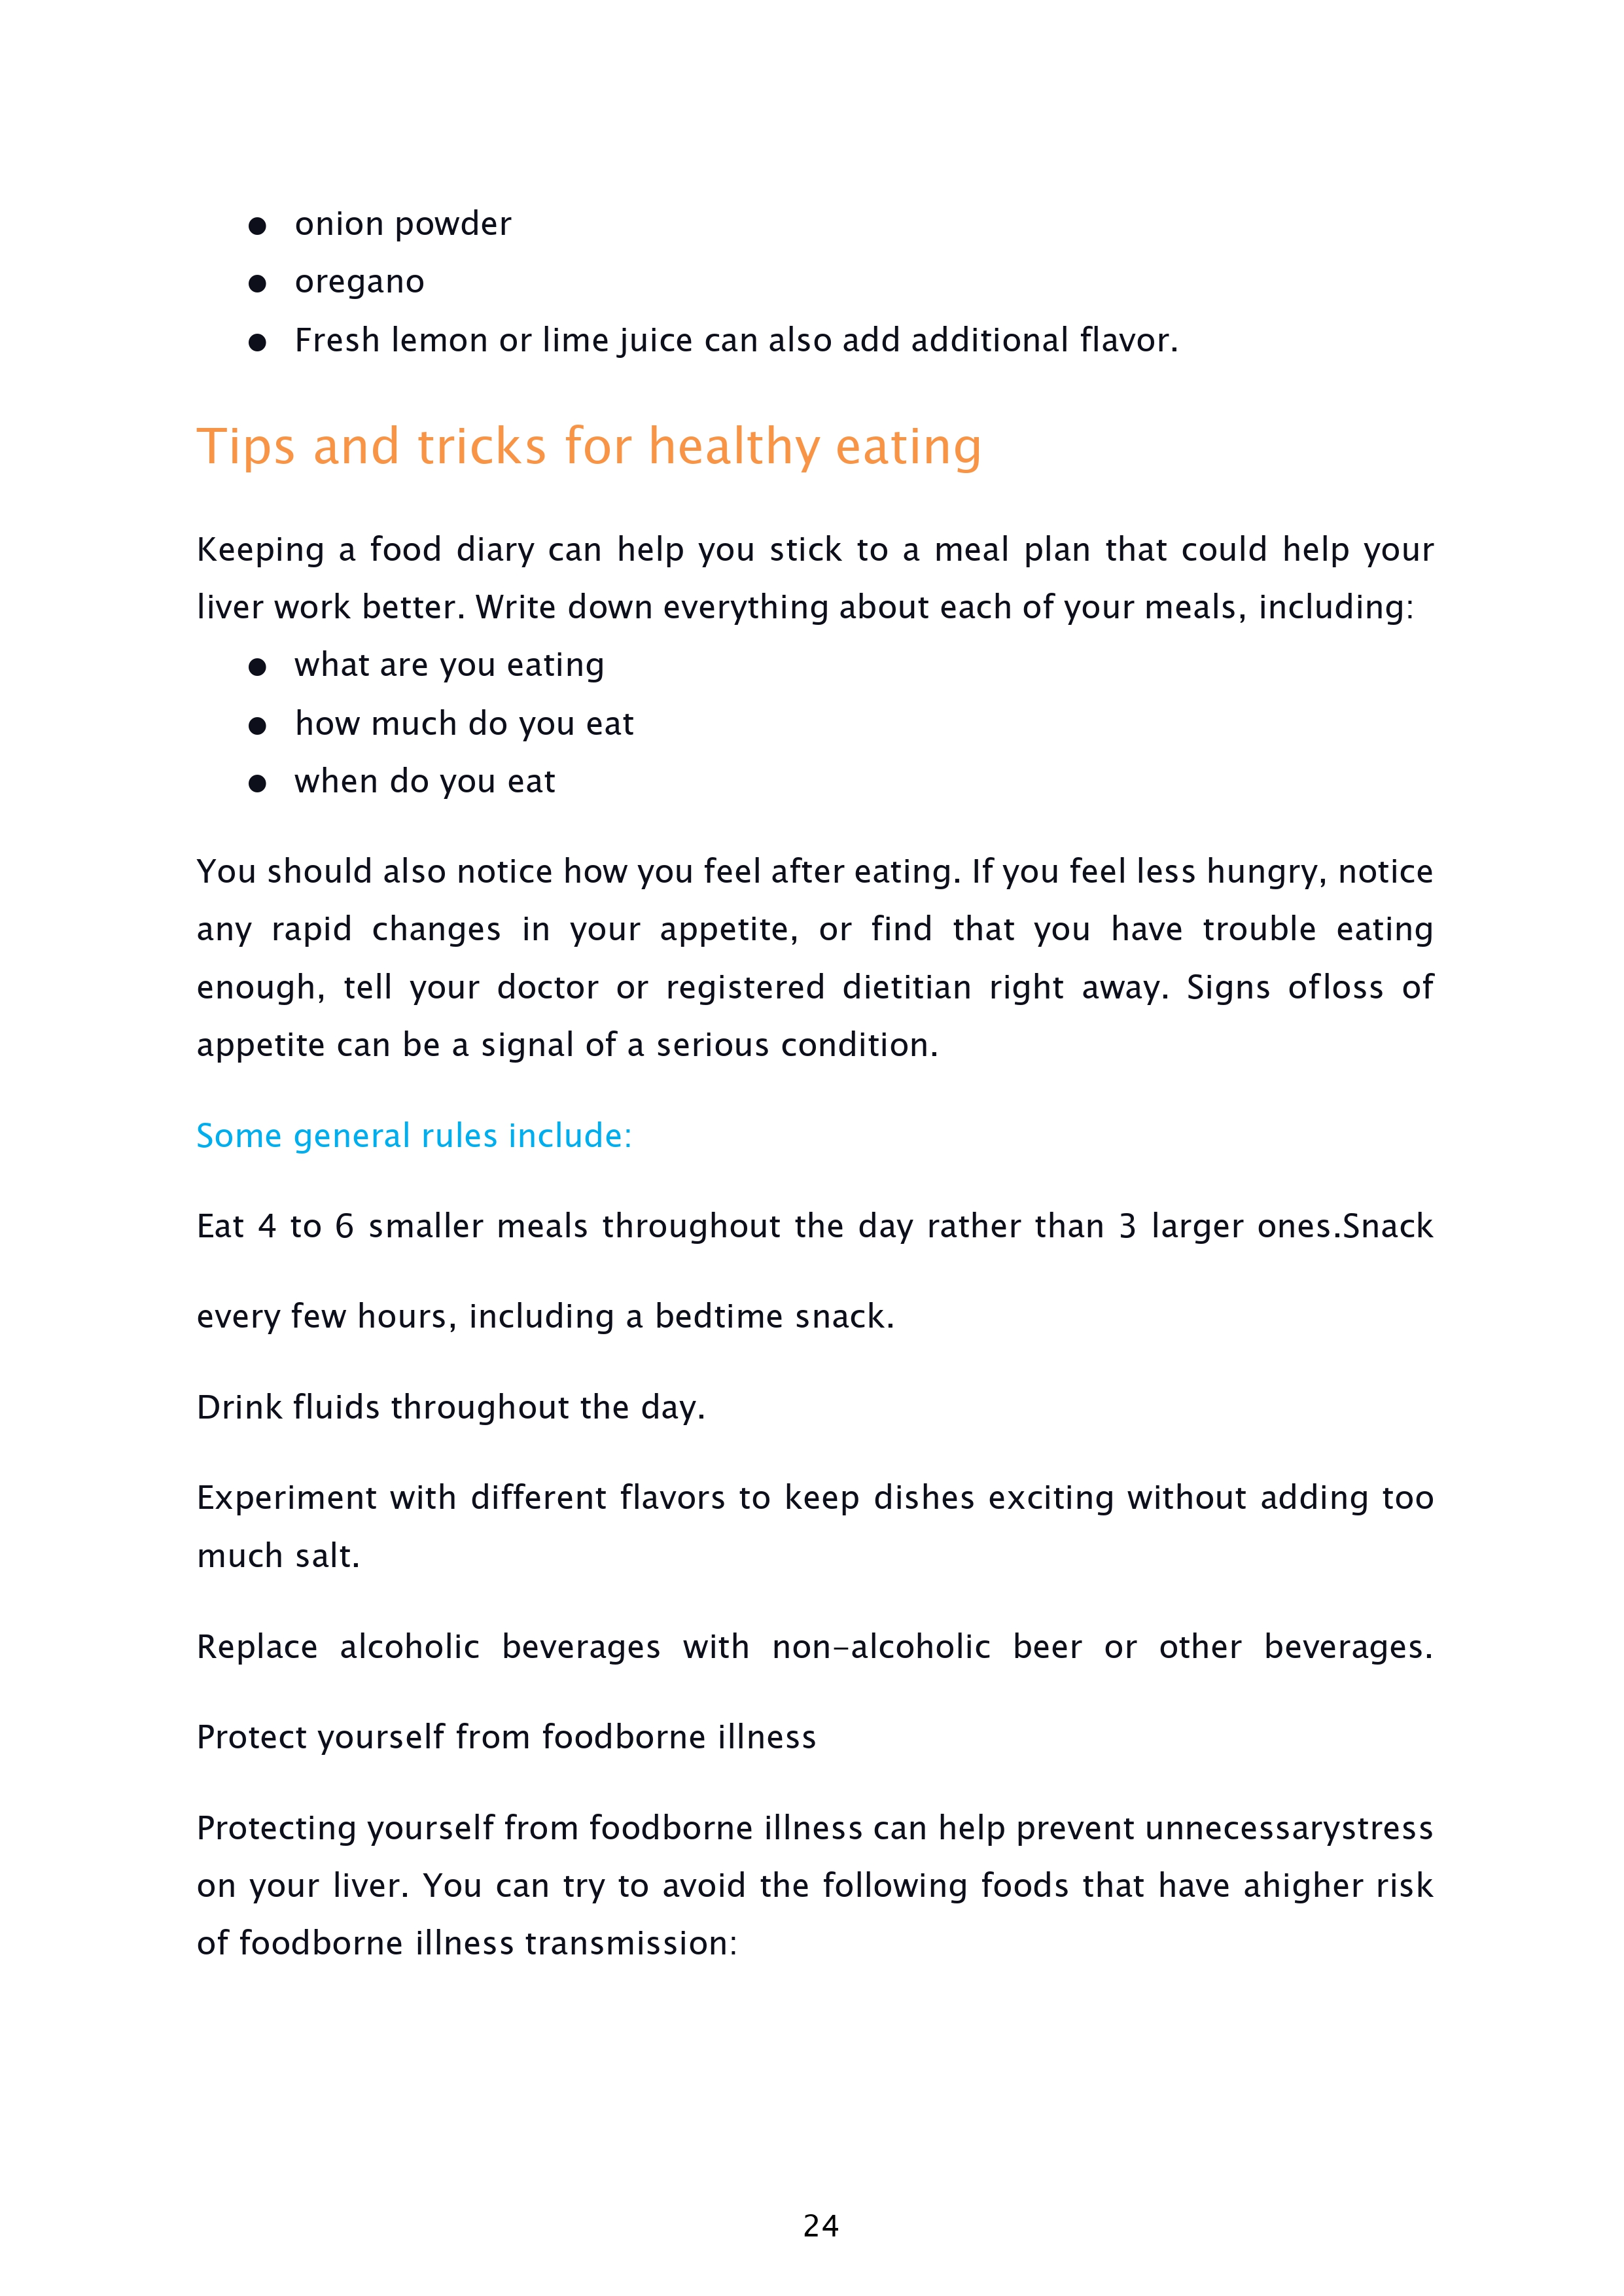 ● onion powder
● oregano
● Fresh lemon or lime juice can also add additional flavor.
Tips and tricks for healthy eating
Keeping a food diary can help you stick to a meal plan that could help your
liver work better. Write down everything about each of your meals, including:
● what are you eating
● how much do you eat
● when do you eat
You should also notice how you feel after eating. If you feel less hungry, notice
any rapid changes in your appetite, or find that you have trouble eating
enough, tell your doctor or registered dietitian right away. Signs ofloss of
appetite can be a signal of a serious condition.
Some general rules include:
Eat 4 to 6 smaller meals throughout the day rather than 3 larger ones.Snack
every few hours, including a bedtime snack.
Drink fluids throughout the day.
Experiment with different flavors to keep dishes exciting without adding too
much salt.
Replace alcoholic beverages with non-alcoholic beer or other beverages.
Protect yourself from foodborne illness
Protecting yourself from foodborne illness can help prevent unnecessarystress
on your liver. You can try to avoid the following foods that have ahigher risk
of foodborne illness transmission:
24